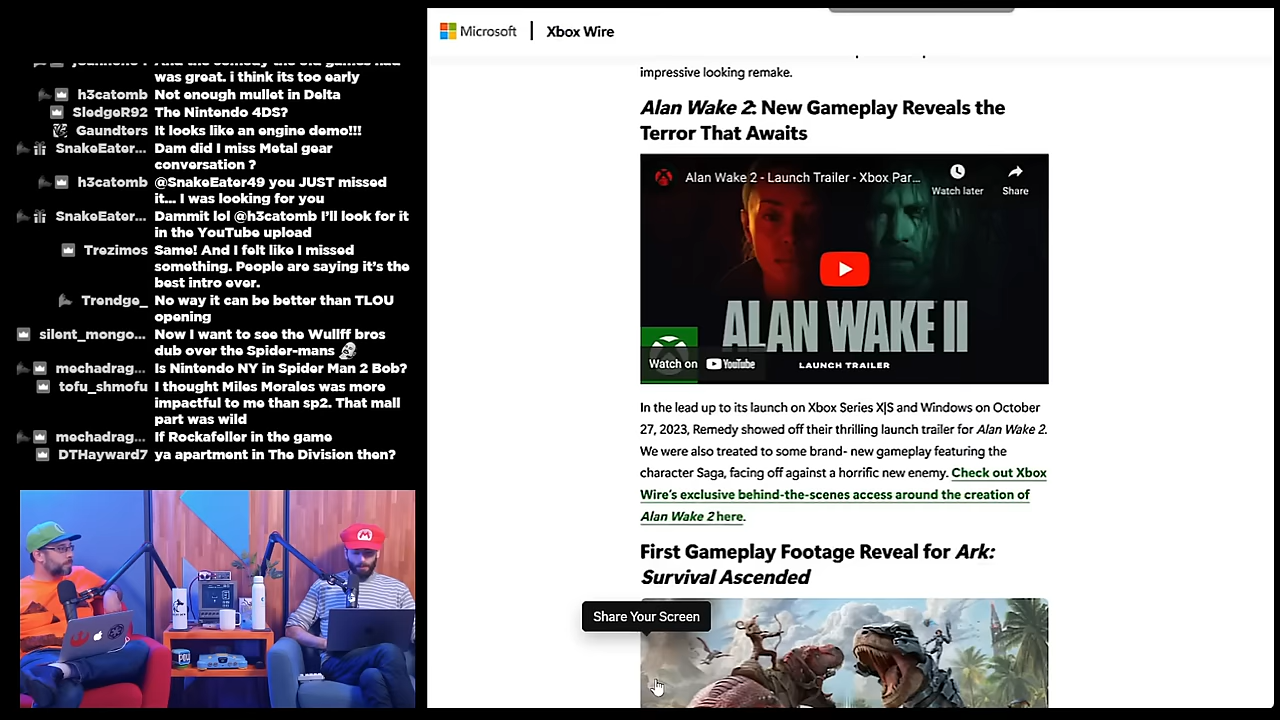 was great. i think its too early
h3catomb Not enough mullet in Delta
SledgeR92 The Nintendo 4DS?
Gaundters It looks like an engine demo!!!
SnakeEater... Dam did I miss Metal gear
conversation ?
h3catomb @SnakeEater49 you JUST missed
it... I was looking for you
SnakeEater... Dammit lol @h3catomb I'll look for it
in the YouTube upload
Trezimos Same! And I felt like I missed
something. People are saying it's the
best intro ever.
Trendge_ No way it can be better than TLOU
opening
silent_mongo... Now I want to see the Wullff bros
dub over the Spider-mans
mechadrag... Is Nintendo NY in Spider Man 2 Bob?
tofu_shmofu I thought Miles Morales was more
impactful to me than sp2. That mall
part was wild
mechadrag... If Rockafeller in the game
DTHayward7 ya apartment in The Division then?
Microsoft | Xbox Wire
impressive looking remake.
Alan Wake 2: New Gameplay Reveals the
Terror That Awaits
Alan Wake 2 - Launch Trailer - Xbox Par...
Watch later
Share
ALAN WAKE II
LAUNCH TRAILER
Watch on YouTube
In the lead up to its launch on Xbox Series X|S and Windows on October
27, 2023, Remedy showed off their thrilling launch trailer for Alan Wake 2.
We were also treated to some brand- new gameplay featuring the
character Saga, facing off against a horrific new enemy. Check out Xbox
Wire's exclusive behind-the-scenes access around the creation of
Alan Wake 2 here.
First Gameplay Footage Reveal for Ark:
Survival Ascended
Share Your Screen